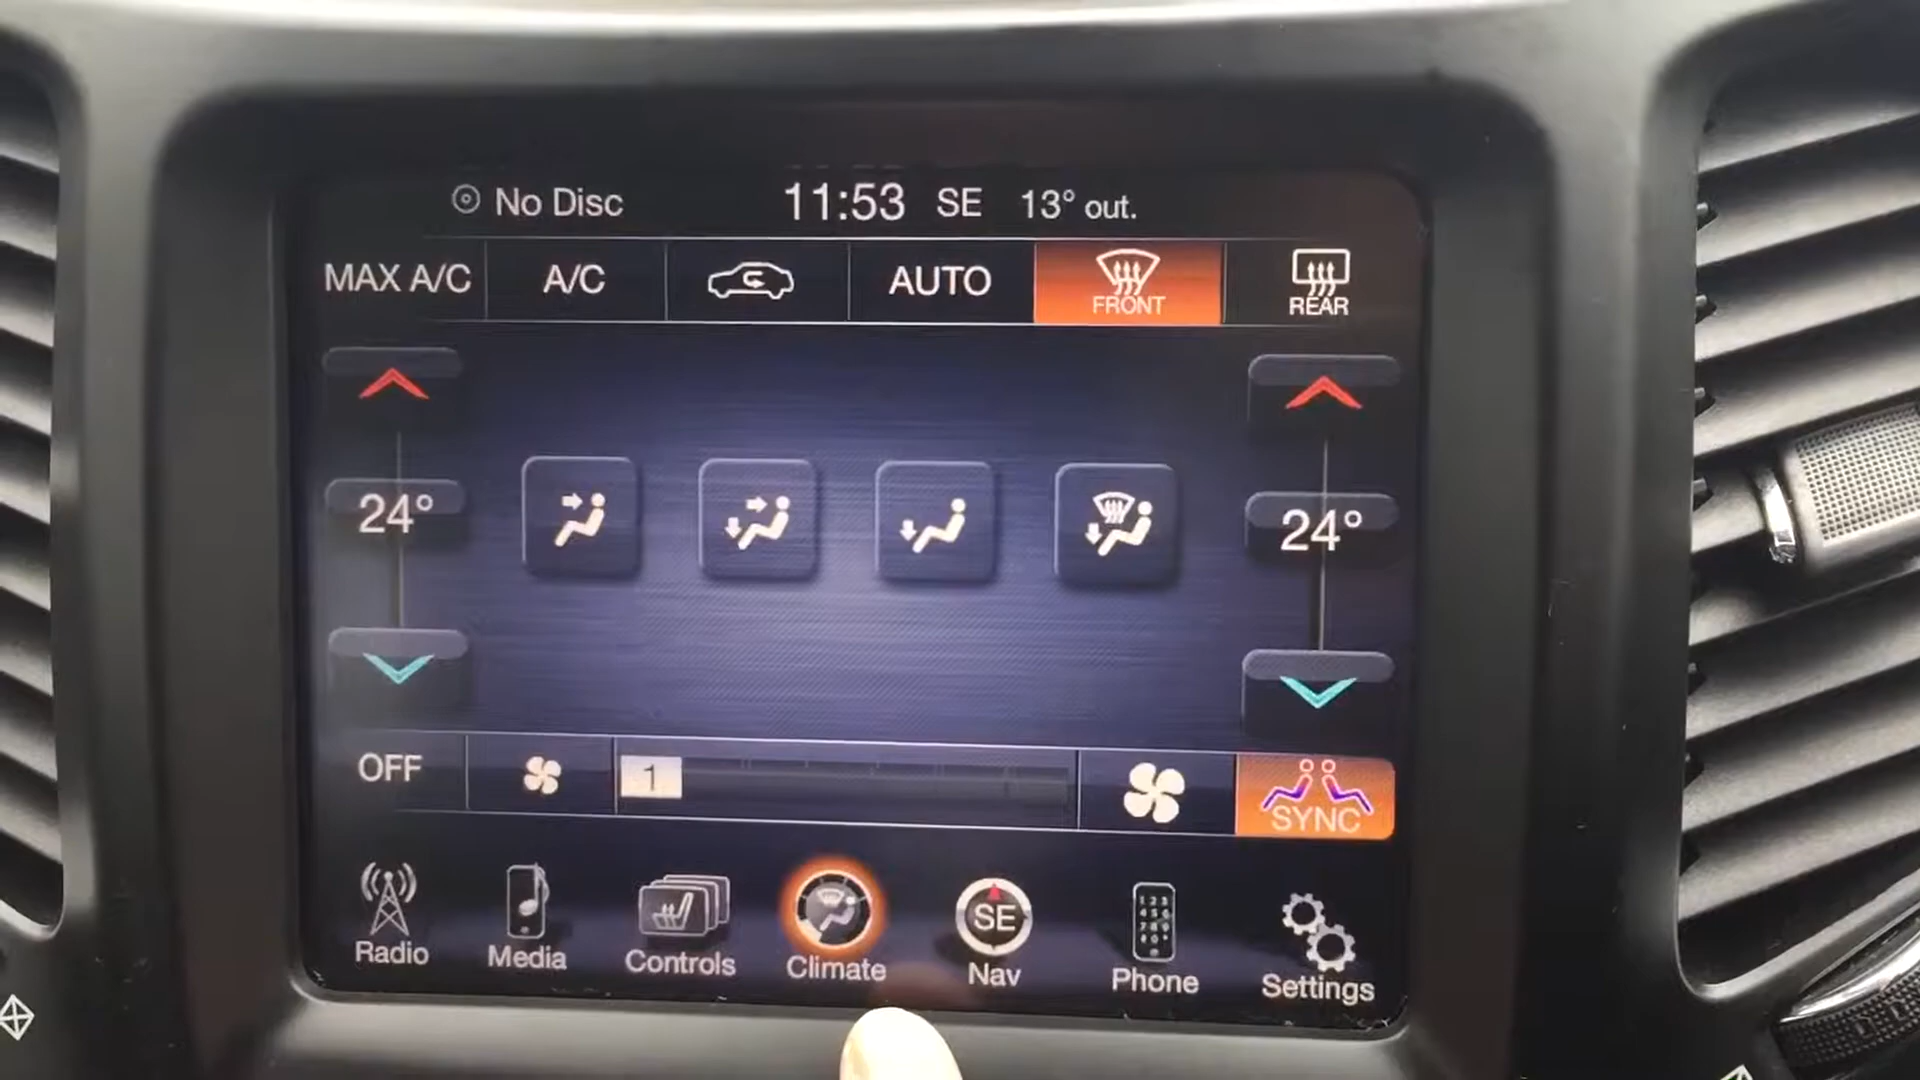 No Disc 11:53 SE 13° out.
MAX A/C A/C AUTO FRONT REAR
24° 24°
OFF 1 SYNC
SE
Radio Media Controls Climate Nav Phone Settings